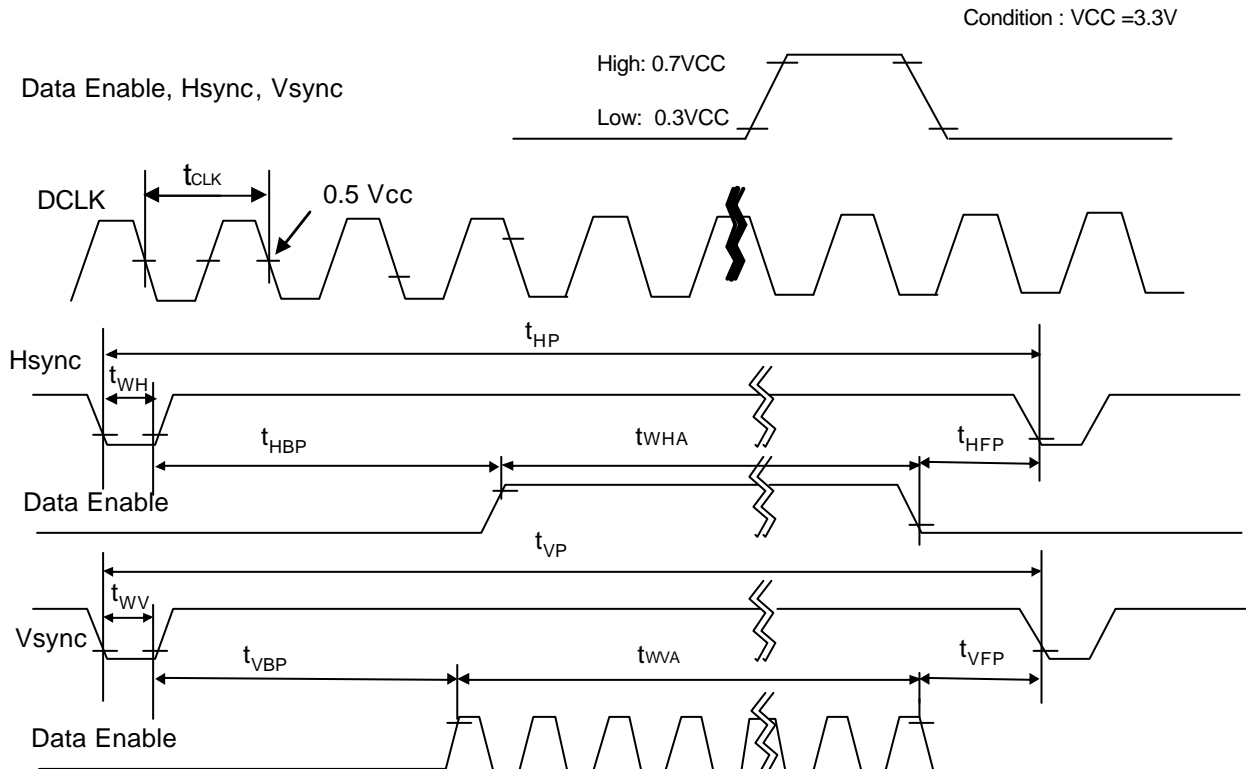 Condition : VCC =3.3V
High: 0.7VCC
Data Enable, Hsync, Vsync
Low: 0.3VCC
tCLK
DCLK
0.5 Vcc
tHP
Hsync
tWH
tHBP
tWHA
tHFP
Data Enable
tVP
tWV
Vsync
tVBP
tWVA
tVFP
Data Enable